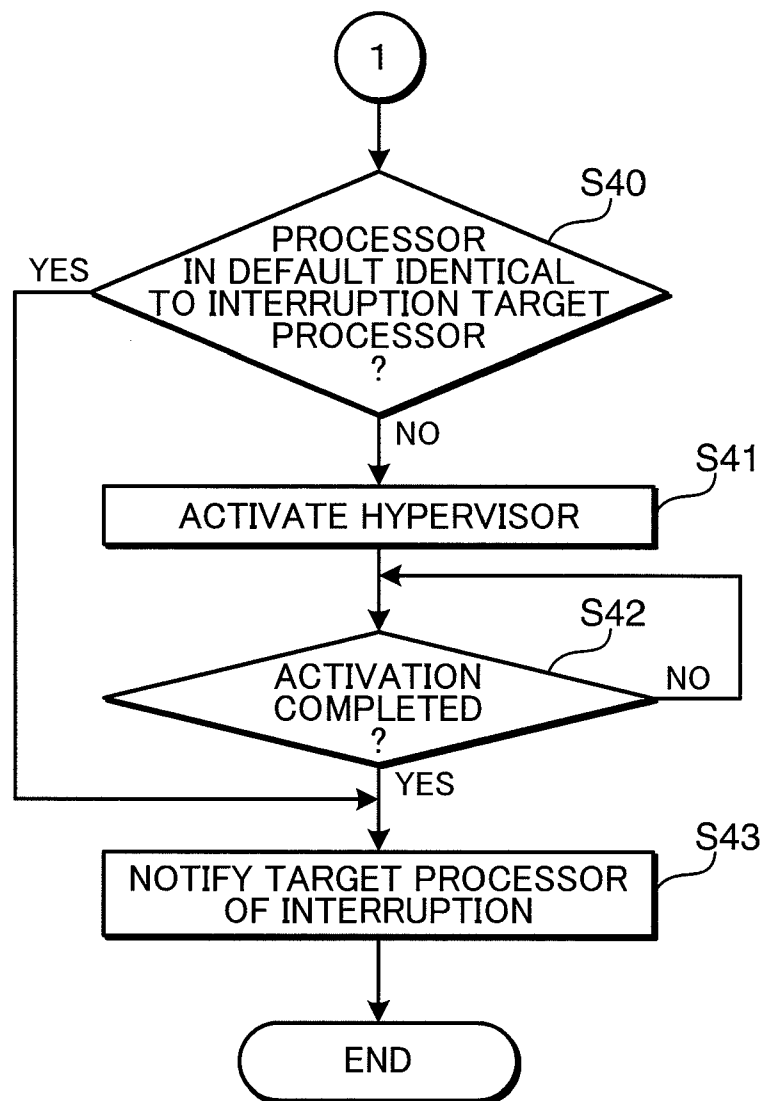 1
S40
PROCESSOR
IN DEFAULT IDENTICAL
TO INTERRUPTION TARGET
PROCESSOR
?
YES
NO
S41
ACTIVATE HYPERVISOR
S42
ACTIVATION
COMPLETED
?
NO
YES
S43
NOTIFY TARGET PROCESSOR
OF INTERRUPTION
END